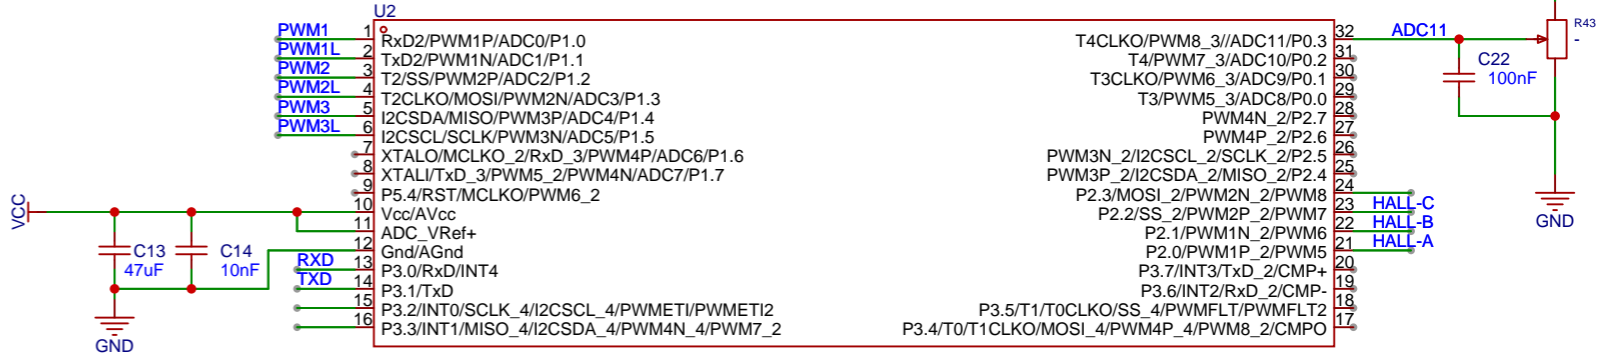 U2
PWM1 1 RxD2/PWM1P/ADC0/P1.0
PWM1L 2 TxD2/PWM1N/ADC1/P1.1
PWM2 3 T2/SS/PWM2P/ADC2/P1.2
PWM2L 4 T2CLKO/MOSI/PWM2N/ADC3/P1.3
PWM3 5 I2CSDA/MISO/PWM3P/ADC4/P1.4
PWM3L 6 I2CSCL/SCLK/PWM3N/ADC5/P1.5
7 XTALO/MCLKO_2/RxD_3/PWM4P/ADC6/P1.6
8 XTALI/TxD_3/PWM5_2/PWM4N/ADC7/P1.7
9 P5.4/RST/MCLKO/PWM6_2
10 Vcc/AVcc
11 ADC_VRef+
12 Gnd/AGnd
RXD 13 P3.0/RxD/INT4
TXD 14 P3.1/TxD
15 P3.2/INT0/SCLK_4/I2CSCL_4/PWMETI/PWMETI2
16 P3.3/INT1/MISO_4/I2CSDA_4/PWM4N_4/PWM7_2
VCC
C13
47uF
C14
10nF
GND
T4CLKO/PWM8_3//ADC11/P0.3 32 ADC11
T4/PWM7_3/ADC10/P0.2 31
T3CLKO/PWM6_3/ADC9/P0.1 30
T3/PWM5_3/ADC8/P0.0 29
PWM4N_2/P2.7 28
PWM4P_2/P2.6 27
PWM3N_2/I2CSCL_2/SCLK_2/P2.5 26
PWM3P_2/I2CSDA_2/MISO_2/P2.4 25
P2.3/MOSI_2/PWM2N_2/PWM8 24
P2.2/SS_2/PWM2P_2/PWM7 23 HALL-C
P2.1/PWM1N_2/PWM6 22 HALL-B
P2.0/PWM1P_2/PWM5 21 HALL-A
P3.7/INT3/TxD_2/CMP+ 20
P3.6/INT2/RxD_2/CMP- 19
P3.5/T1/T0CLKO/SS_4/PWMFLT/PWMFLT2 18
P3.4/T0/T1CLKO/MOSI_4/PWM4P_4/PWM8_2/CMPO 17
C22
100nF
R43
-
GND